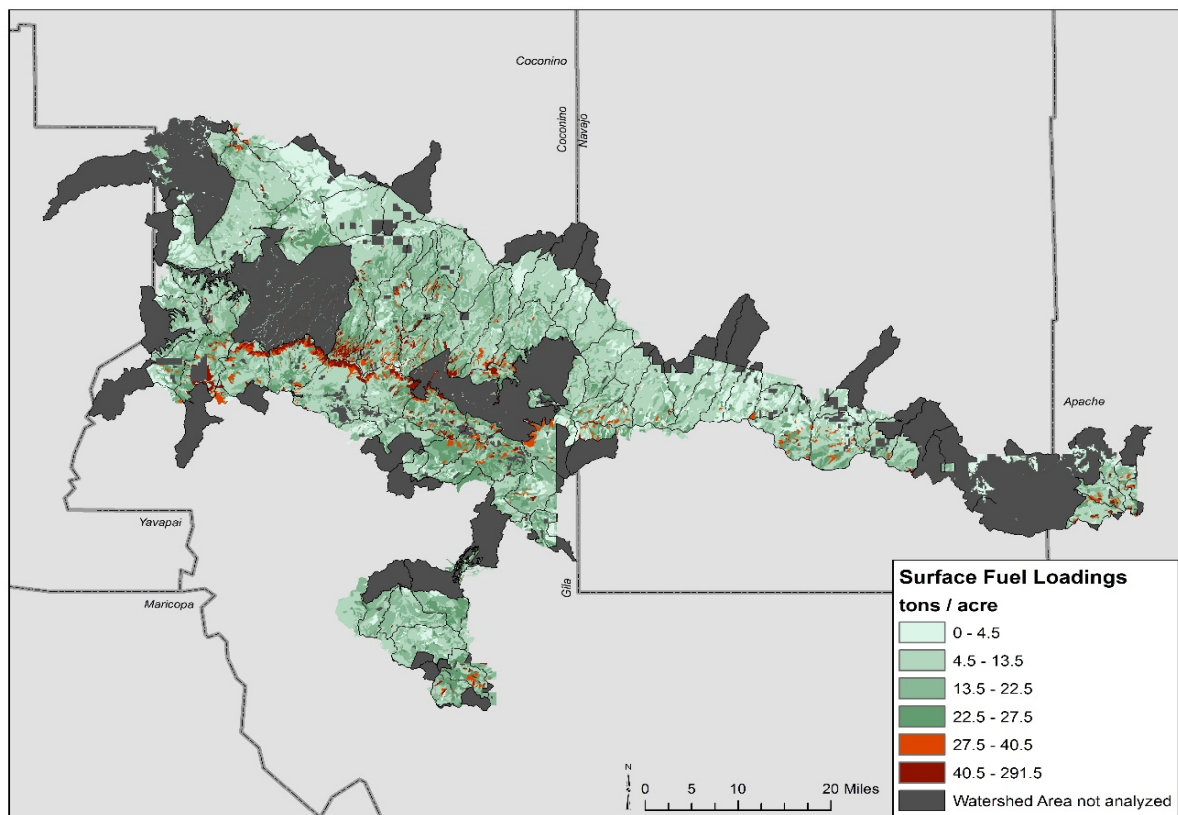 Coconino
Coconino
Navajo
Apache
Yavapai
Maricopa
Gila
Surface Fuel Loadings
tons / acre
0 - 4.5
4.5 - 13.5
13.5 - 22.5
22.5 - 27.5
27.5 - 40.5
40.5 - 291.5
Watershed Area not analyzed
N
0 5 10 20 Miles